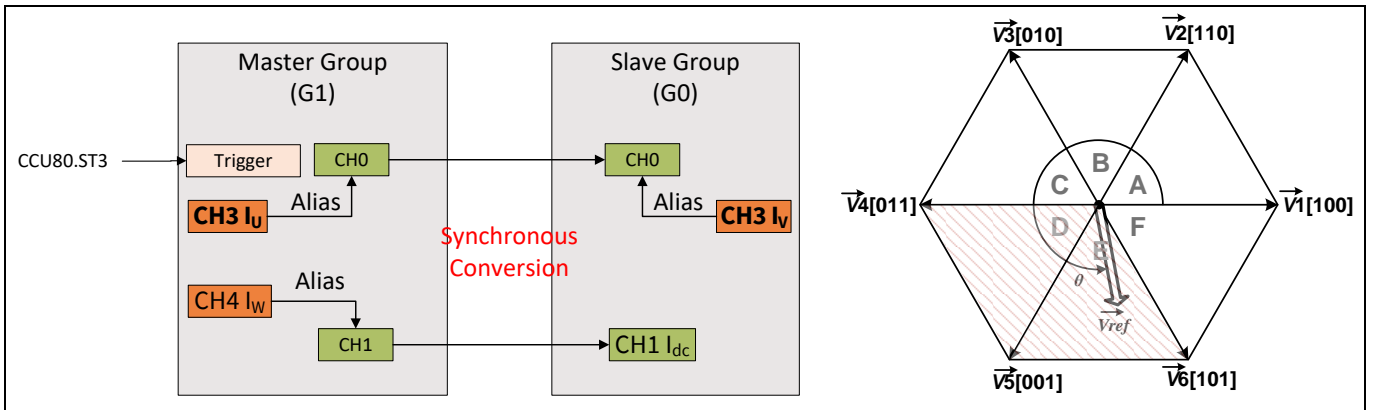 Master Group
(G1)
Slave Group
(G0)
CCU80.ST3
Trigger
CH0
CH0
Alias
Alias
CH3 IU
CH3 IV
Synchronous
Conversion
CH4 IW
Alias
CH1
CH1 Idc
V3[010]
V2[110]
V4[011]
V1[100]
V5[001]
V6[101]
B
C
A
D
E
F
θ
Vref